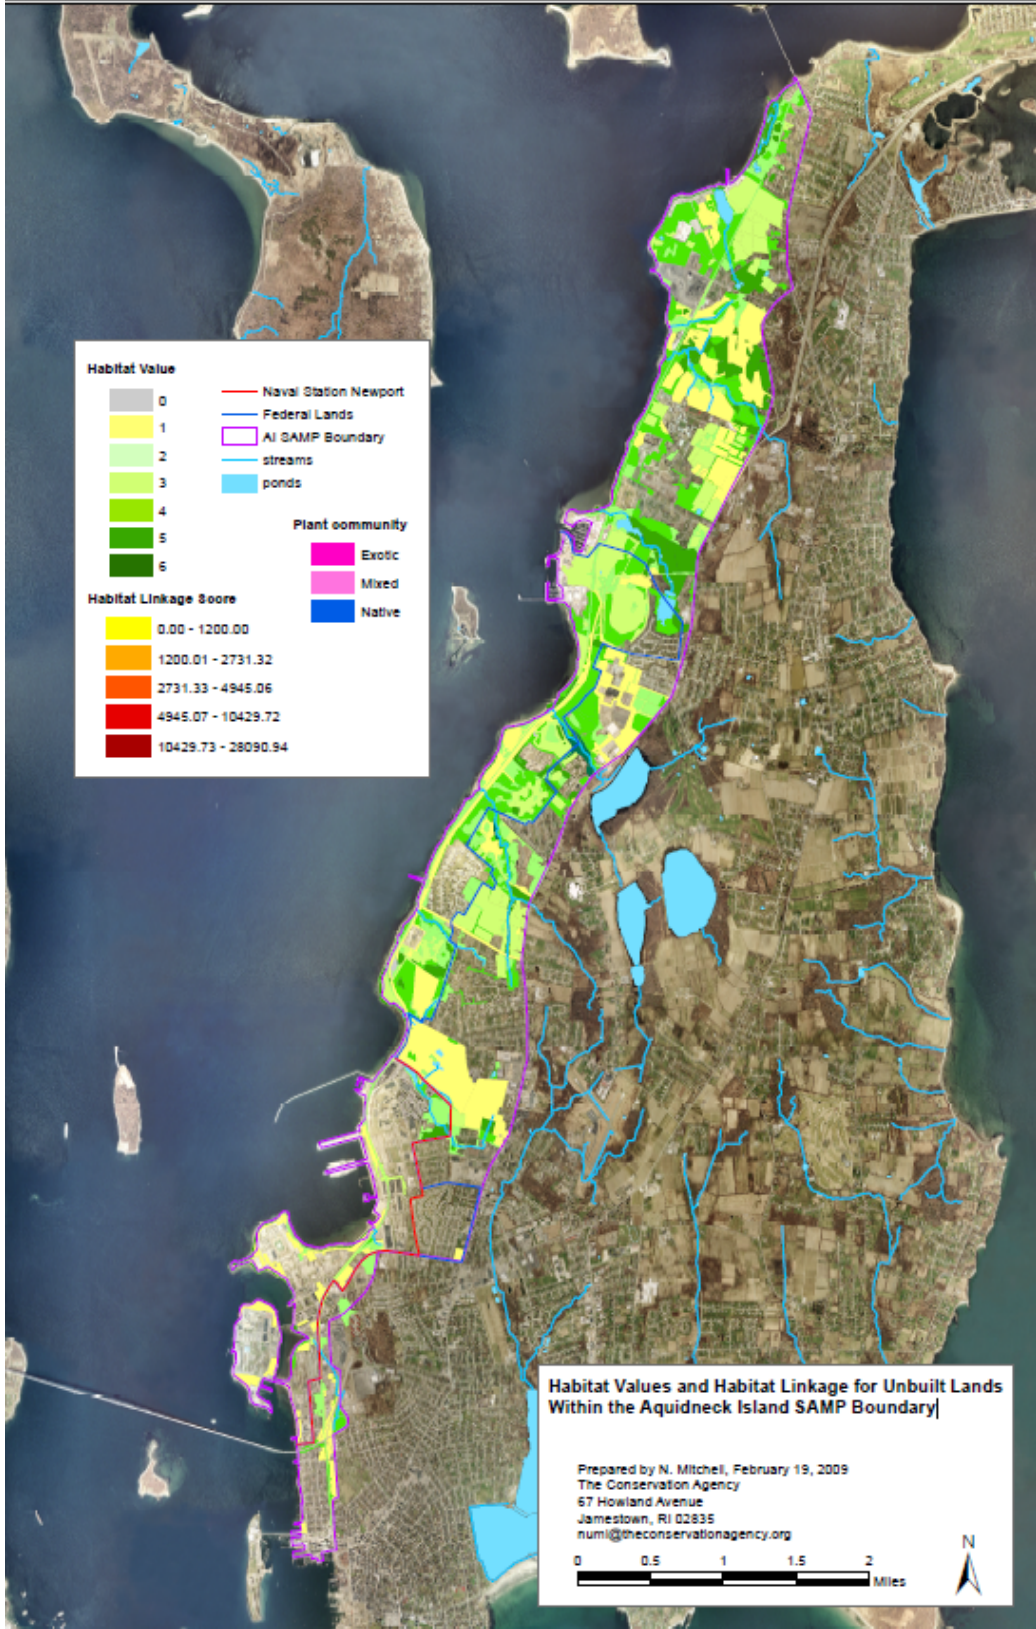 Habitat Value
0
1
2
3
4
5
6
Naval Station Newport
Federal Lands
AI SAMP Boundary
streams
ponds
Plant community
Exotic
Mixed
Native
Habitat Linkage Score
0.00 - 1200.00
1200.01 - 2731.32
2731.33 - 4945.06
4945.07 - 10429.72
10429.73 - 28090.94
Habitat Values and Habitat Linkage for Unbuilt Lands
Within the Aquidneck Island SAMP Boundary
Prepared by N. Mitchell, February 19, 2009
The Conservation Agency
67 Howland Avenue
Jamestown, RI 02835
numi@theconservationagency.org
N
0 0.5 1 1.5 2
Miles